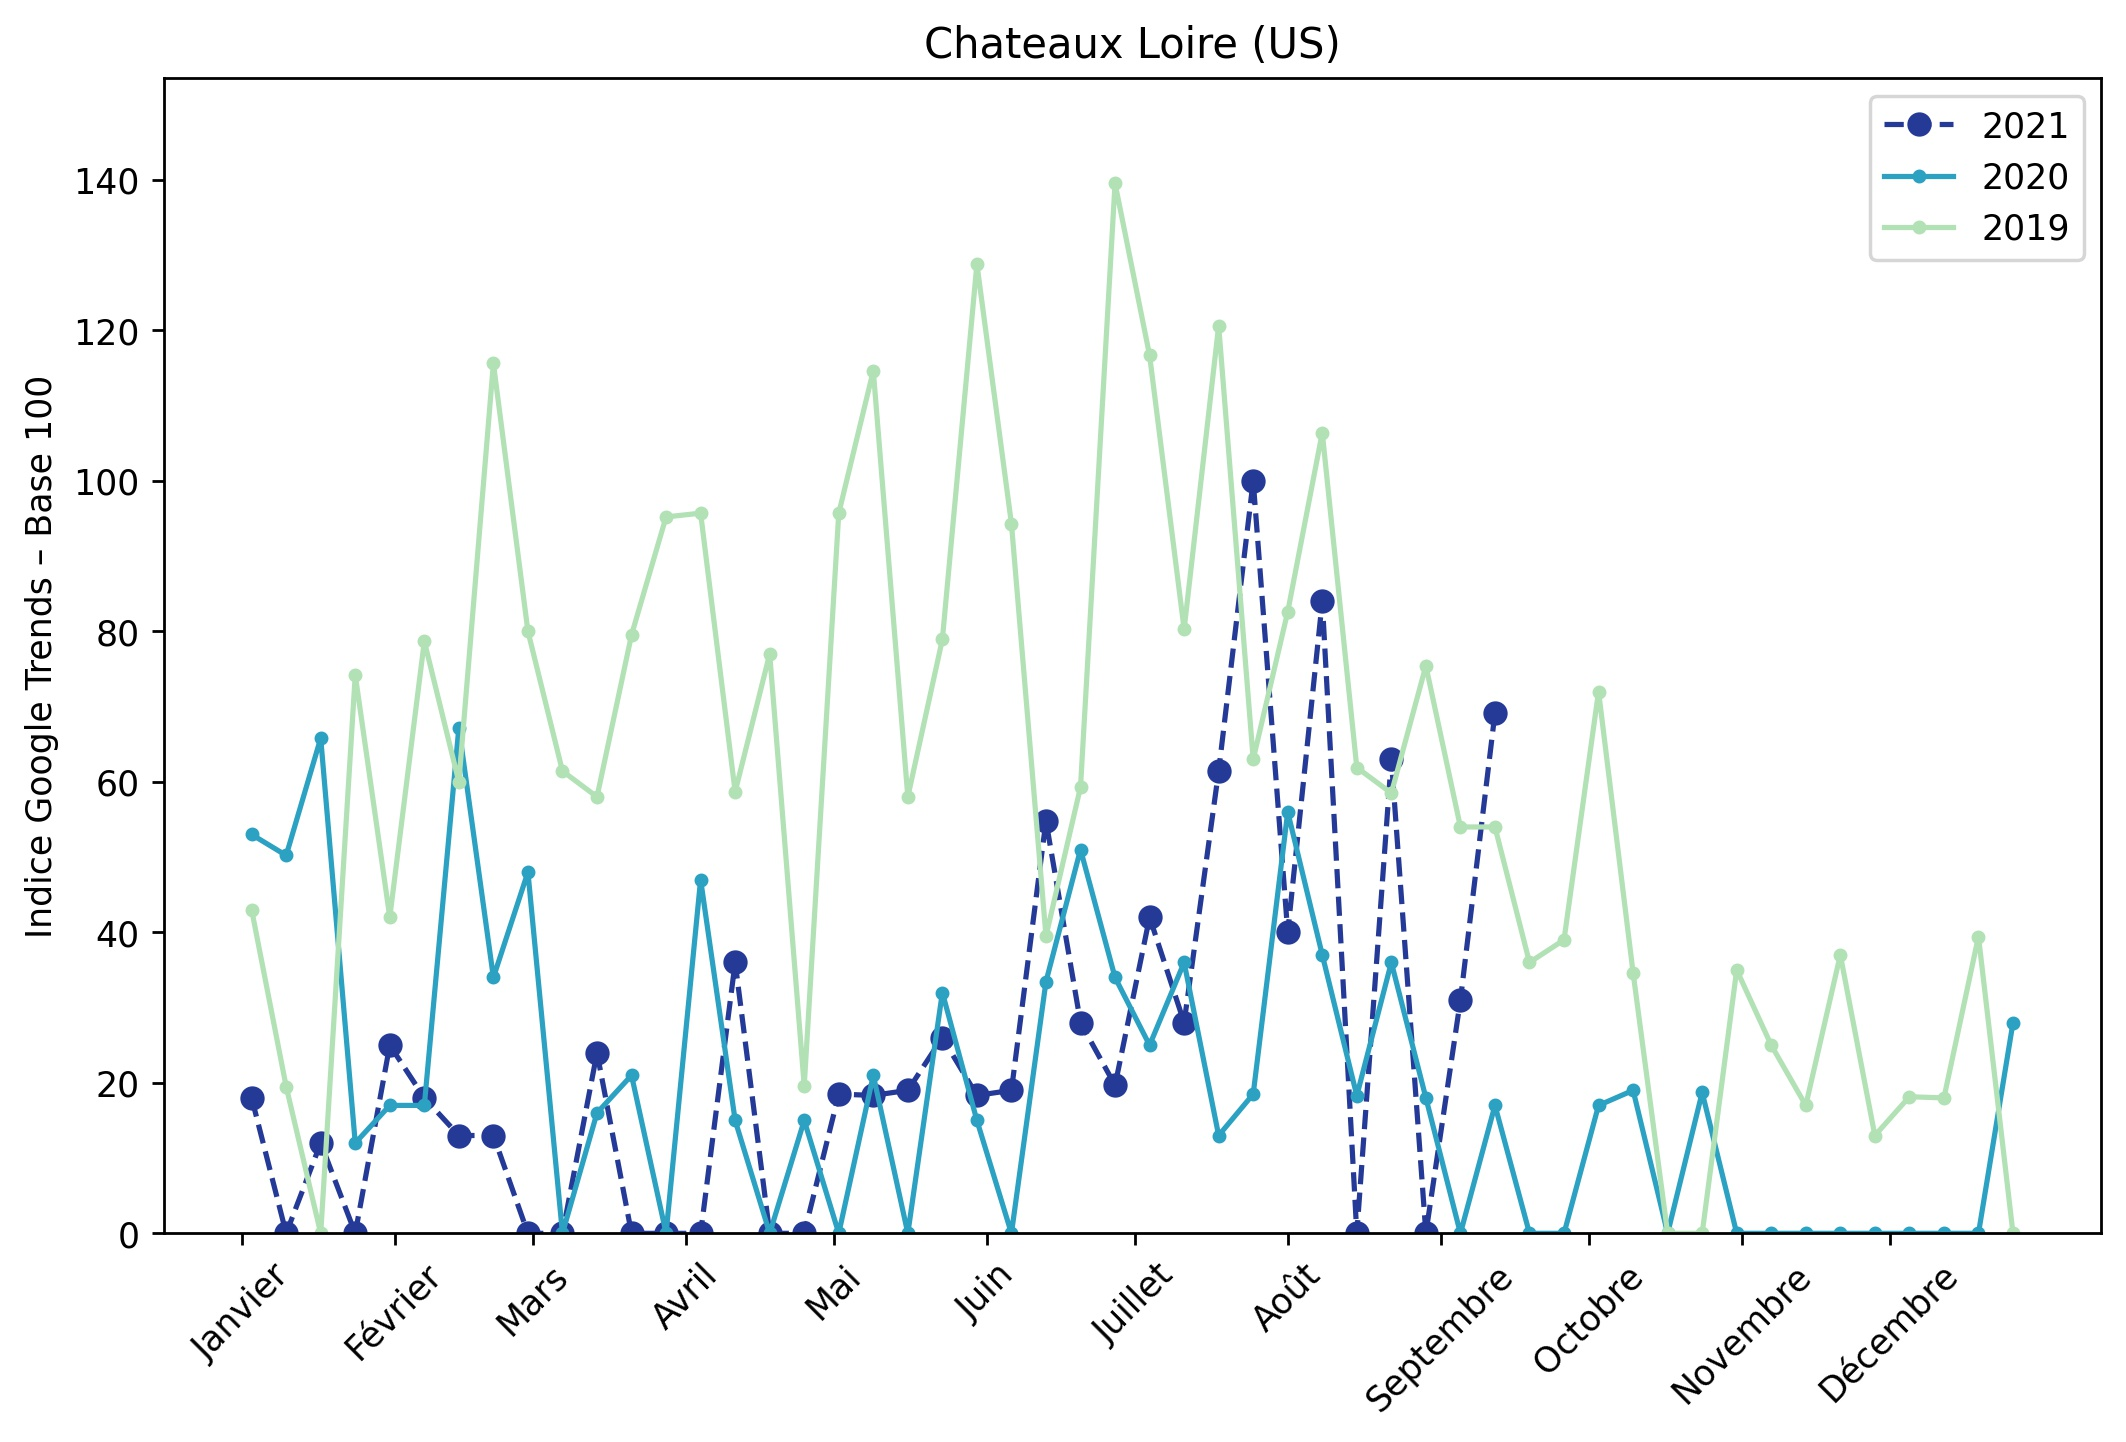 Chateaux Loire (US)
Indice Google Trends – Base 100
140
120
100
80
60
40
20
0
2021
2020
2019
Janvier
Février
Mars
Avril
Mai
Juin
Juillet
Août
Septembre
Octobre
Novembre
Décembre